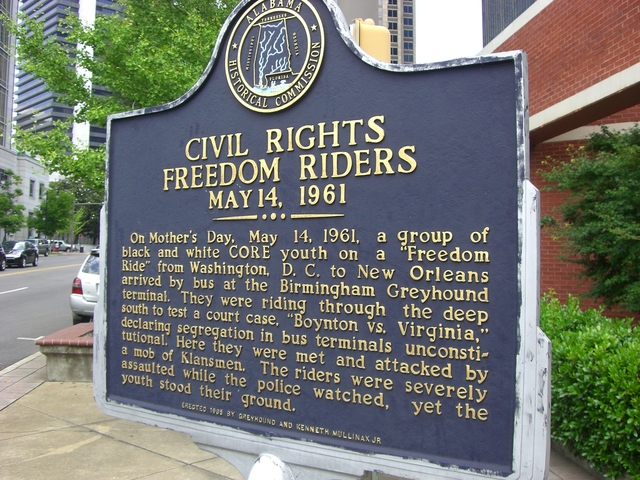 ALABAMA
HISTORICAL COMMISSION
TENNESSEE
FLORIDA
CIVIL RIGHTS
FREEDOM RIDERS
MAY 14, 1961
On Mother's Day, May 14, 1961, a group of
black and white CORE youth on a "Freedom
Ride" from Washington, D. C. to New Orleans
arrived by bus at the Birmingham Greyhound
terminal. They were riding through the deep
south to test a court case, "Boynton vs. Virginia,"
declaring segregation in bus terminals unconsti-
tutional. Here they were met and attacked by
a mob of Klansmen. The riders were severely
assaulted while the police watched, yet the
youth stood their ground.
ERECTED 1995 BY GREYHOUND AND KENNETH MULLINAX JR